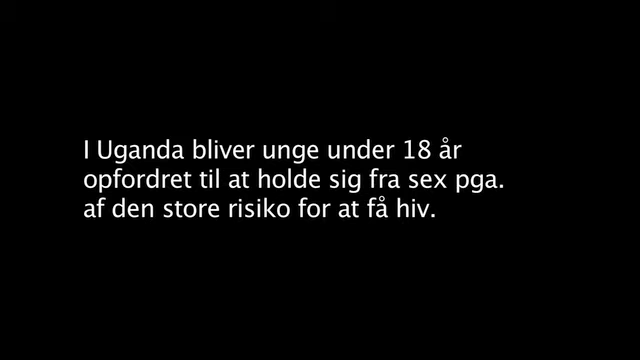 I Uganda bliver unge under 18 år
opfordret til at holde sig fra sex pga.
af den store risiko for at få hiv.